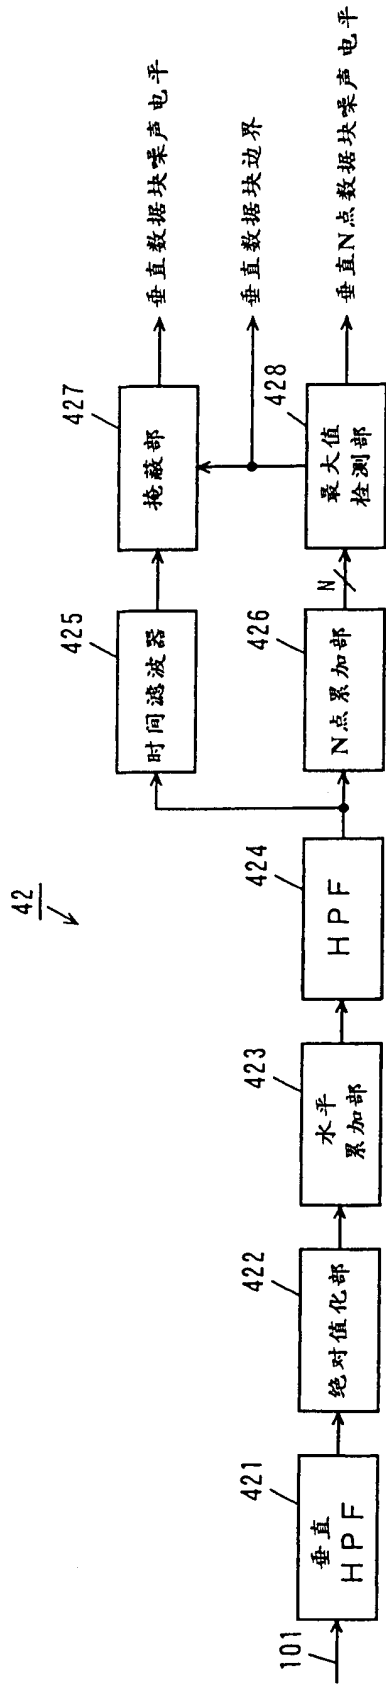 42
101
421
垂直
HPF
422
绝对值化部
423
水平
累加部
424
HPF
425
时间滤波器
426
N点累加部
N
427
掩蔽部
428
最大值
检测部
垂直数据块噪声电平
垂直数据块边界
垂直N点数据块噪声电平